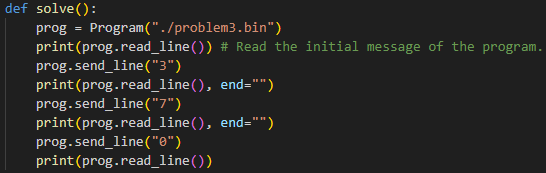 def solve():
    prog = Program("./problem3.bin")
    print(prog.read_line()) # Read the initial message of the program.
    prog.send_line("3")
    print(prog.read_line(), end="")
    prog.send_line("7")
    print(prog.read_line(), end="")
    prog.send_line("0")
    print(prog.read_line())